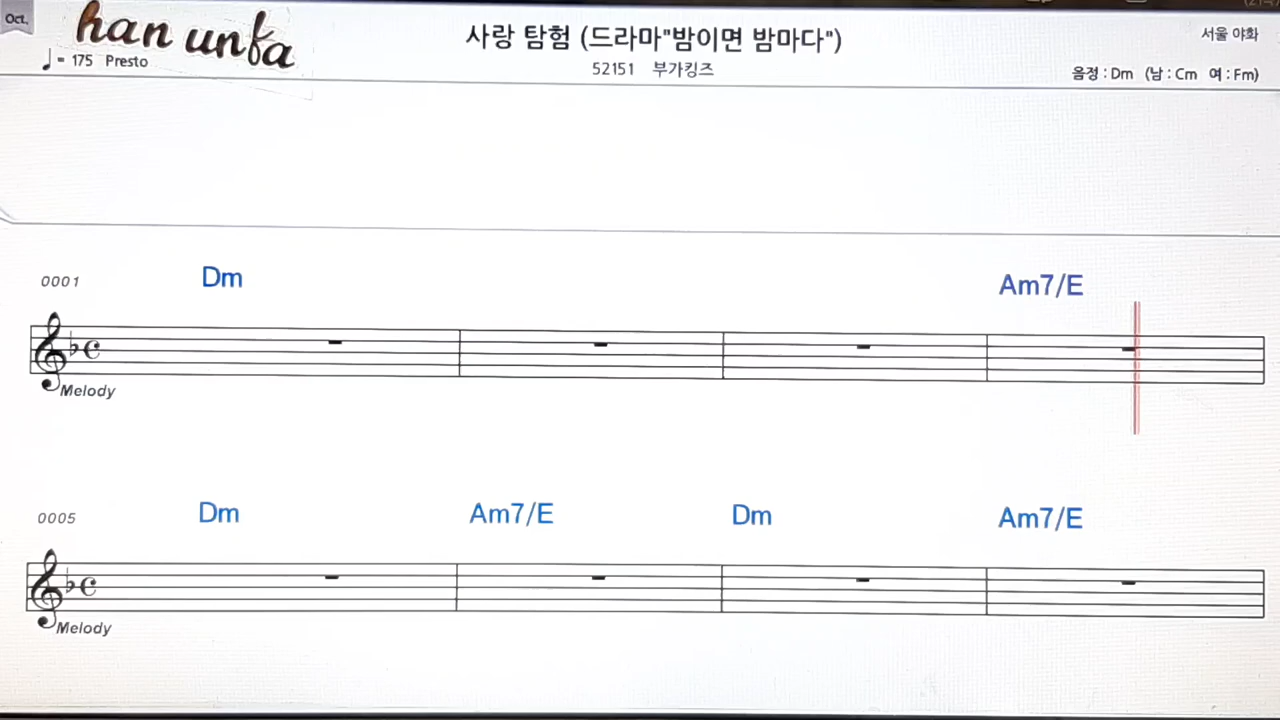 Oct.
han unfa
♩= 175 Presto
사랑 탐험 (드라마"밤이면 밤마다")
52151 부가킹즈
서울 야화
음정 : Dm (남 : Cm 여 : Fm)
0001 Dm Am7/E
Melody
0005 Dm Am7/E Dm Am7/E
Melody